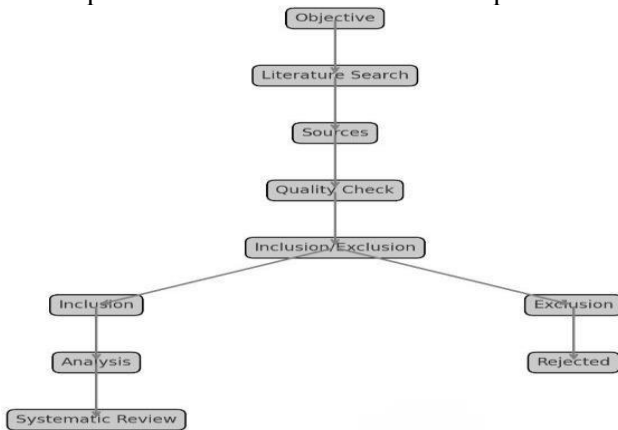 Objective
Literature Search
Sources
Quality Check
Inclusion/Exclusion
Inclusion
Exclusion
Analysis
Rejected
Systematic Review